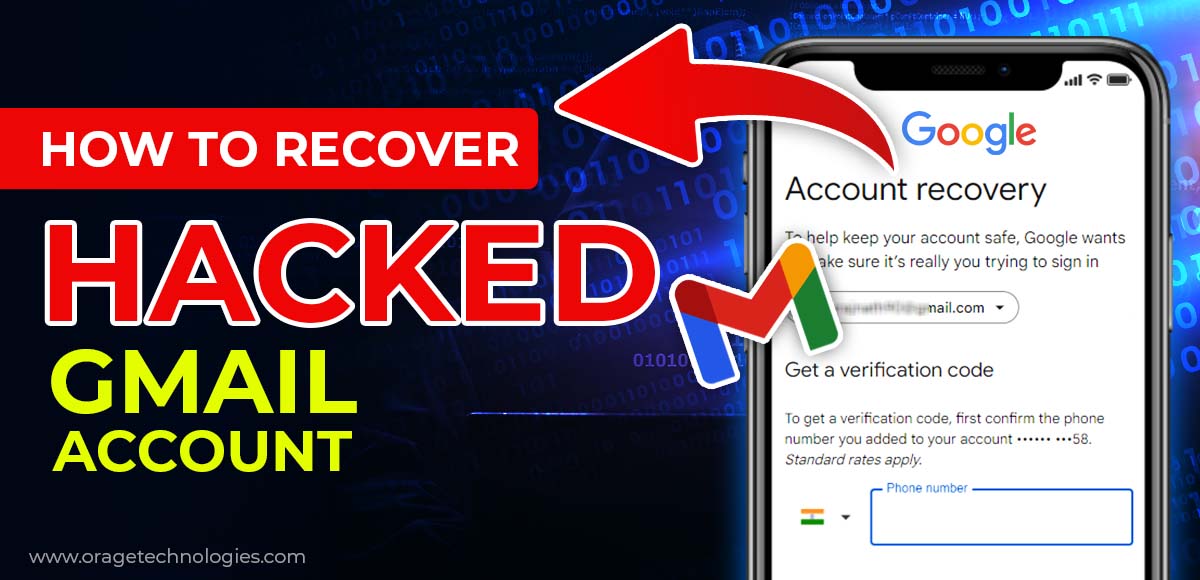 HOW TO RECOVER
HACKED
GMAIL
ACCOUNT
www.oragetechnologies.com
Google
Account recovery
To help keep your account safe, Google wants
sure it's really you trying to sign in
mail.com
Get a verification code
To get a verification code, first confirm the phone
number you added to your account •••••• •••58.
Standard rates apply.
Phone number